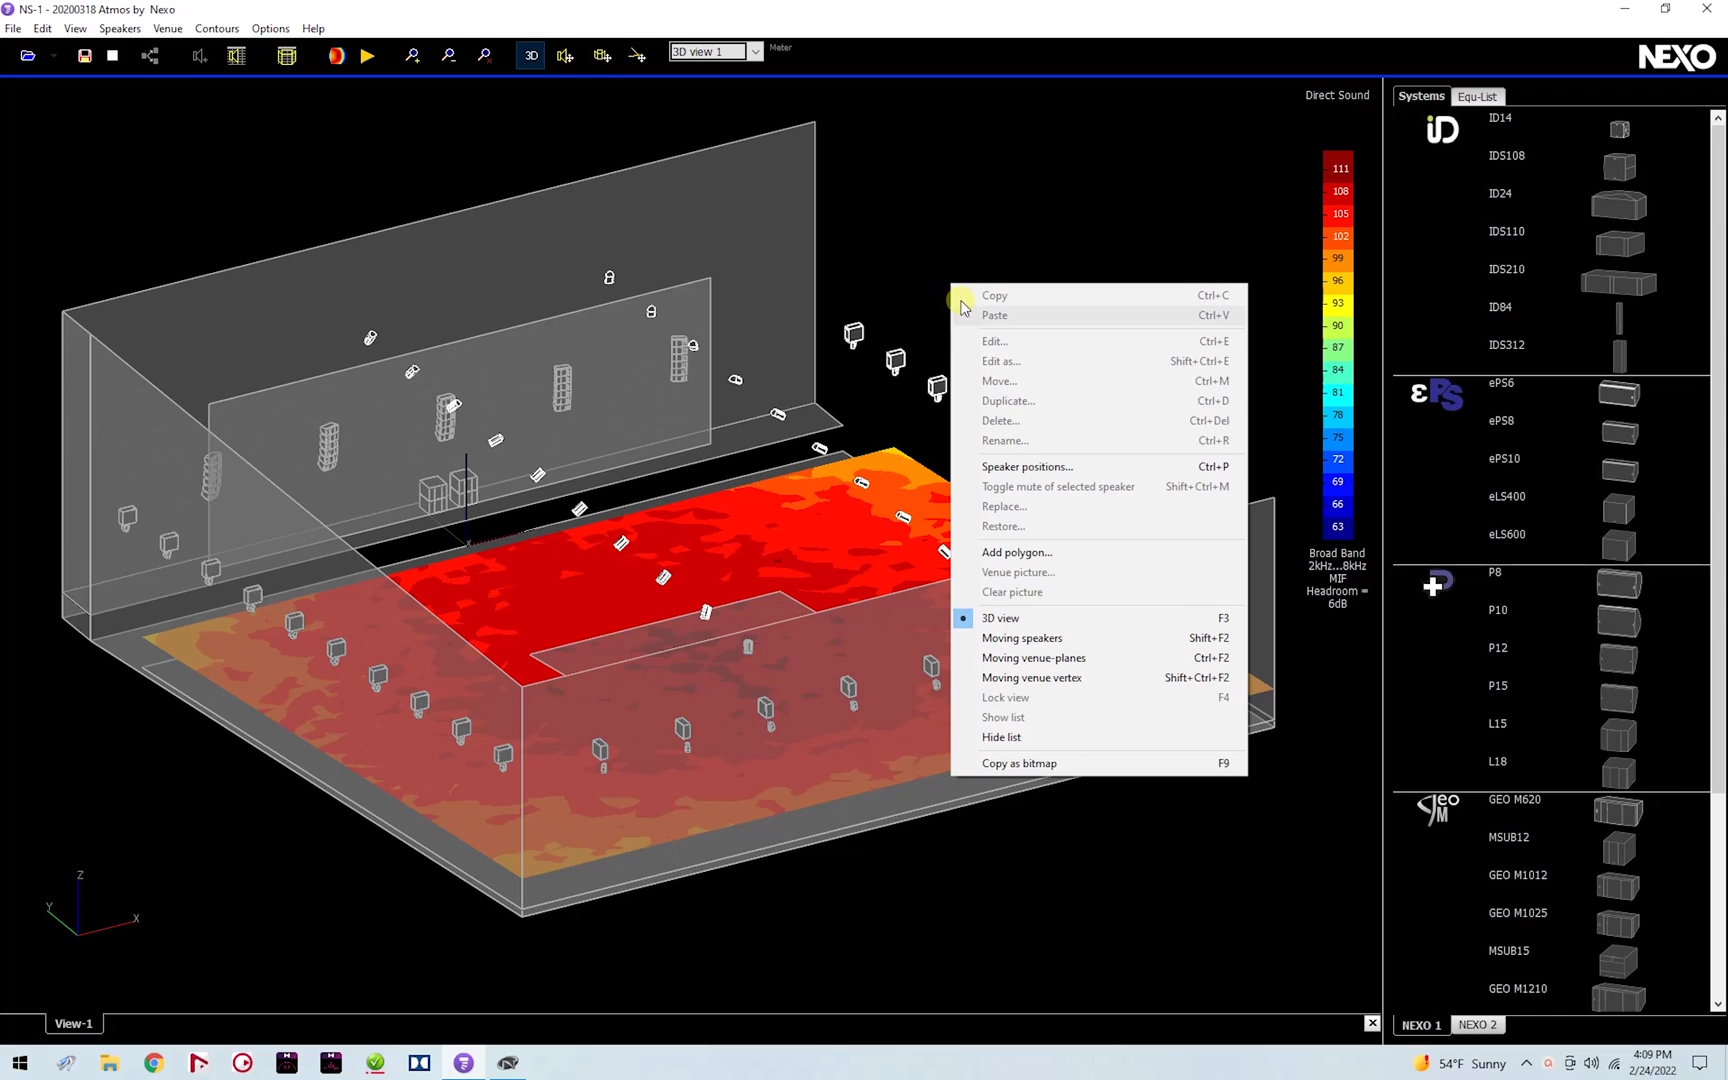 NS-1 - 20200318 Atmos by Nexo
File Edit View Speakers Venue Contours Options Help
3D
3D view 1
Meter
NEXO
Direct Sound
111
108
105
102
99
96
93
90
87
84
81
78
75
72
69
66
63
Broad Band
2kHz...8kHz
MIF
Headroom =
6dB
Copy Ctrl+C
Paste Ctrl+V
Edit... Ctrl+E
Edit as... Shift+Ctrl+E
Move... Ctrl+M
Duplicate... Ctrl+D
Delete... Ctrl+Del
Rename... Ctrl+R
Speaker positions... Ctrl+P
Toggle mute of selected speaker Shift+Ctrl+M
Replace...
Restore...
Add polygon...
Venue picture...
Clear picture
3D view F3
Moving speakers Shift+F2
Moving venue-planes Ctrl+F2
Moving venue vertex Shift+Ctrl+F2
Lock view F4
Show list
Hide list
Copy as bitmap F9
Z
Y
X
X
View-1
Systems Equ-List
iD
ID14
IDS108
ID24
IDS110
IDS210
ID84
IDS312
εPS
ePS6
ePS8
ePS10
eLS400
eLS600
P+
P8
P10
P12
P15
L15
L18
Geo M
GEO M620
MSUB12
GEO M1012
GEO M1025
MSUB15
GEO M1210
NEXO 1 NEXO 2
54°F Sunny
4:09 PM
2/24/2022